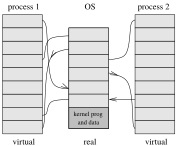 process 1 OS process 2
kernel prog
and data
virtual real virtual